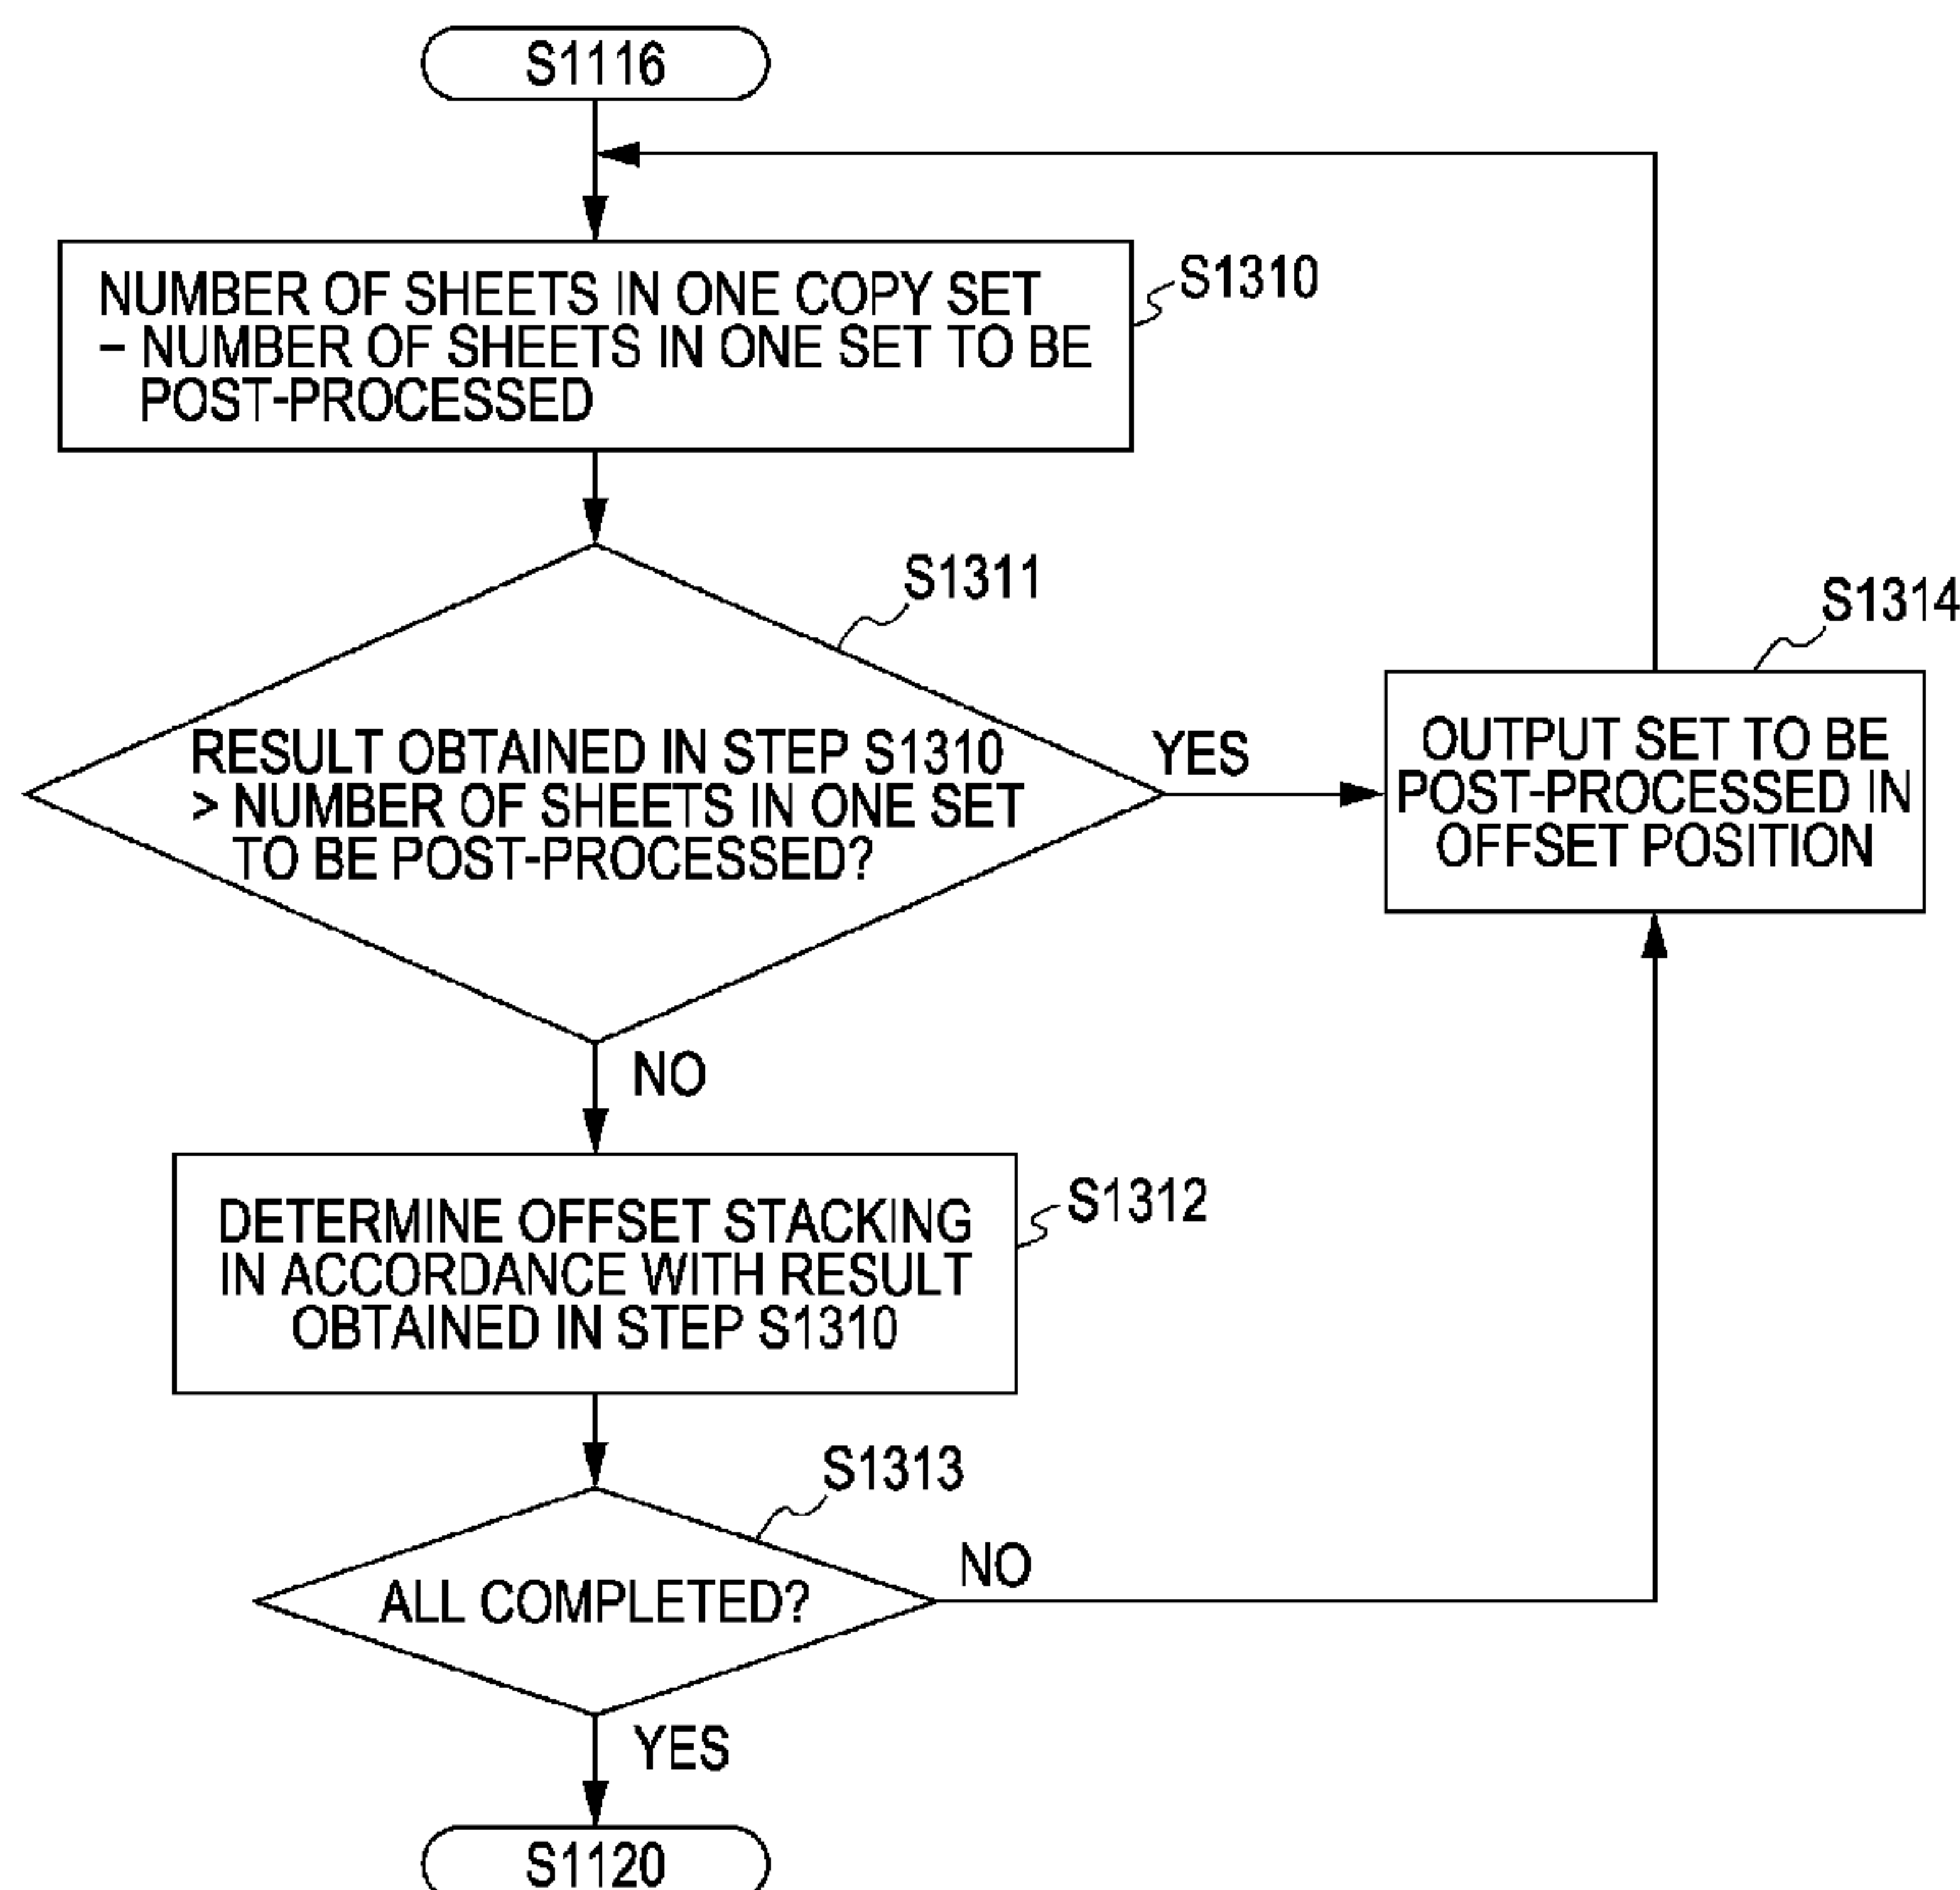 S1116
NUMBER OF SHEETS IN ONE COPY SET
– NUMBER OF SHEETS IN ONE SET TO BE
POST-PROCESSED
S1310
S1311
RESULT OBTAINED IN STEP S1310
> NUMBER OF SHEETS IN ONE SET
TO BE POST-PROCESSED?
YES
S1314
OUTPUT SET TO BE
POST-PROCESSED IN
OFFSET POSITION
NO
DETERMINE OFFSET STACKING
IN ACCORDANCE WITH RESULT
OBTAINED IN STEP S1310
S1312
S1313
ALL COMPLETED?
NO
YES
S1120